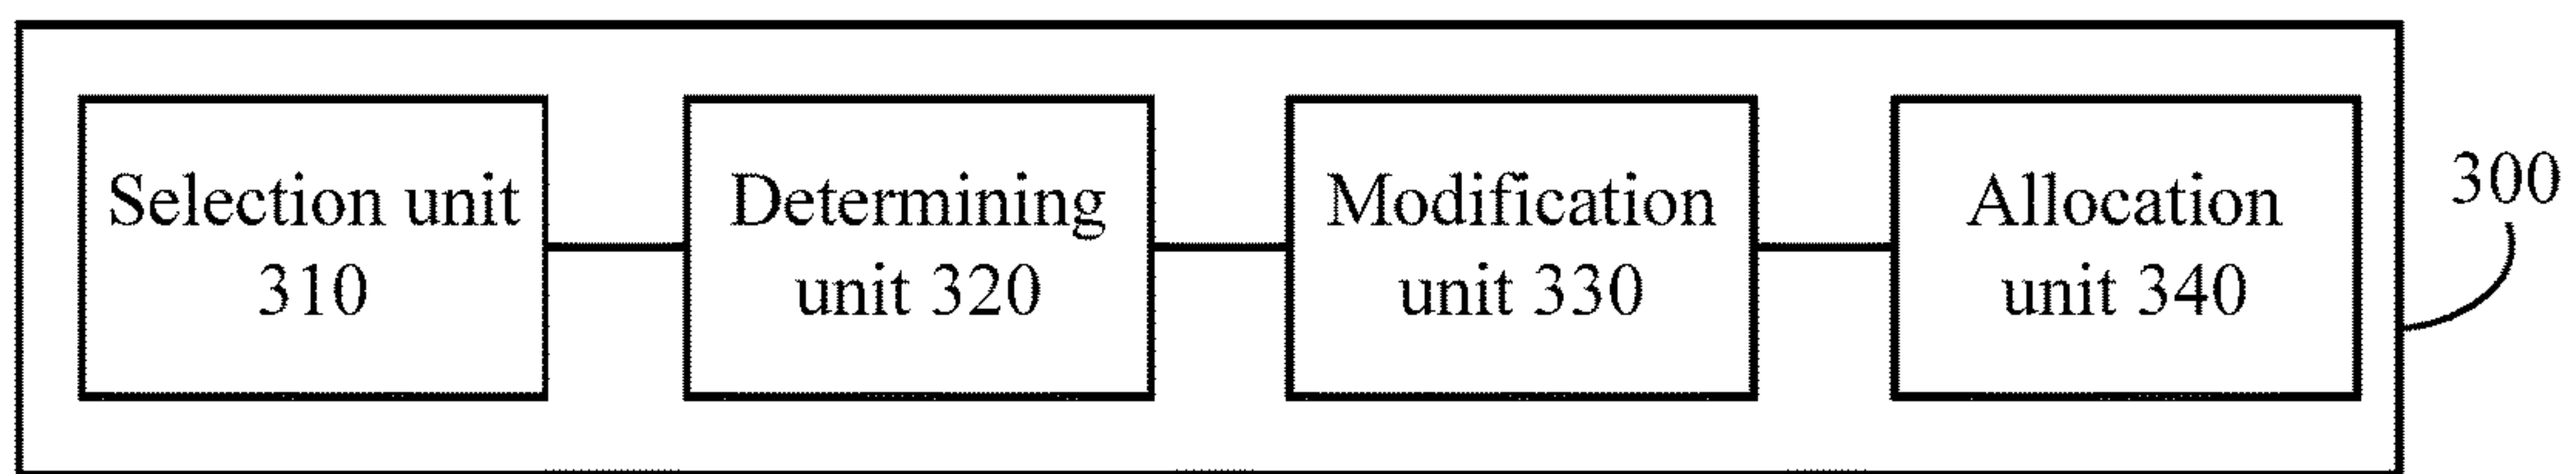 Selection unit
310
Determining
unit 320
Modification
unit 330
Allocation
unit 340
300